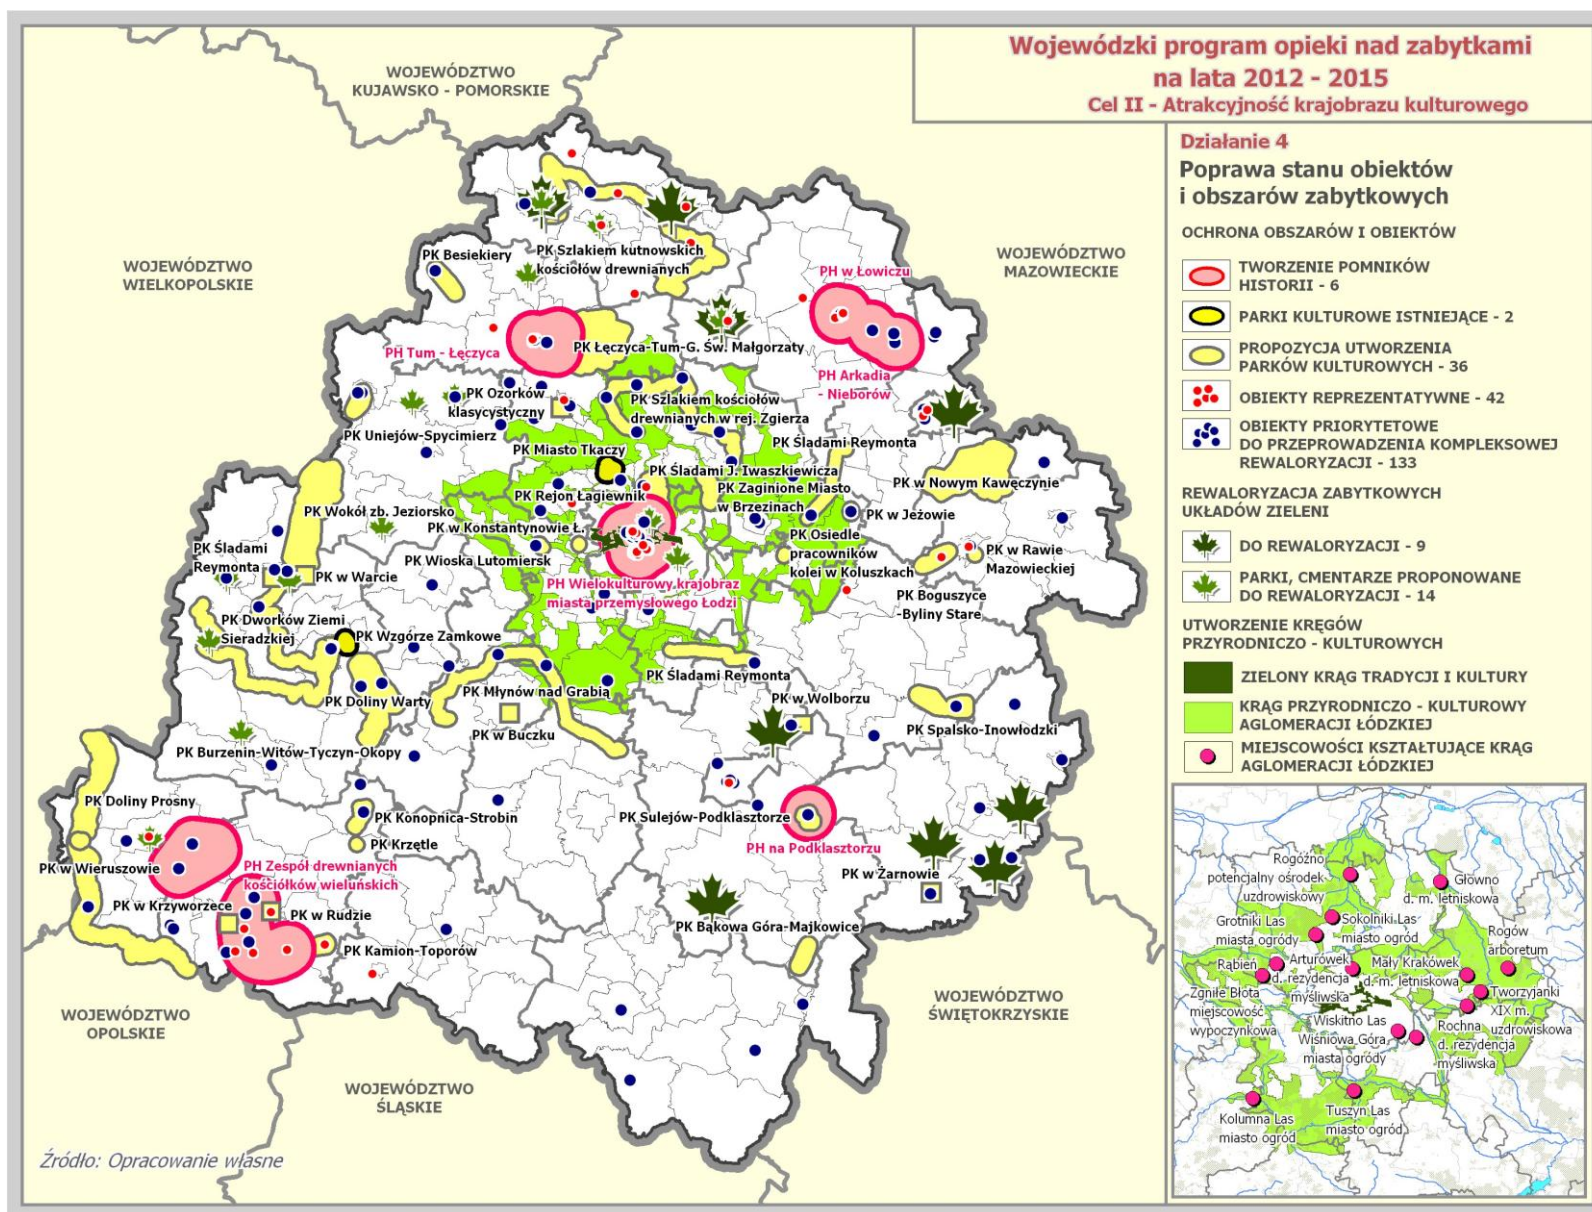 Wojewódzki program opieki nad zabytkami
na lata 2012 - 2015
Cel II - Atrakcyjność krajobrazu kulturowego
Działanie 4
Poprawa stanu obiektów
i obszarów zabytkowych
OCHRONA OBSZARÓW I OBIEKTÓW
TWORZENIE POMNIKÓW
HISTORII - 6
PARKI KULTUROWE ISTNIEJĄCE - 2
PROPOZYCJA UTWORZENIA
PARKÓW KULTUROWYCH - 36
OBIEKTY REPREZENTATYWNE - 42
OBIEKTY PRIORYTETOWE
DO PRZEPROWADZENIA KOMPLEKSOWEJ
REWALORYZACJI - 133
REWALORYZACJA ZABYTKOWYCH
UKŁADÓW ZIELENI
DO REWALORYZACJI - 9
PARKI, CMENTARZE PROPONOWANE
DO REWALORYZACJI - 14
UTWORZENIE KRĘGÓW
PRZYRODNICZO - KULTUROWYCH
ZIELONY KRĄG TRADYCJI I KULTURY
KRĄG PRZYRODNICZO - KULTUROWY
AGLOMERACJI ŁÓDZKIEJ
MIEJSCOWOŚCI KSZTAŁTUJĄCE KRĄG
AGLOMERACJI ŁÓDZKIEJ
WOJEWÓDZTWO
KUJAWSKO - POMORSKIE
WOJEWÓDZTWO
WIELKOPOLSKIE
WOJEWÓDZTWO
MAZOWIECKIE
PK Besiekiery
PK Szlakiem kutnowskich
kościołów drewnianych
PH w Łowiczu
PH Tum - Łęczyca
PK Łęczyca-Tum-G. Św. Małgorzaty
PH Arkadia
- Nieborów
PK Ozorków
klasycystyczny
PK Szlakiem kościołów
drewnianych w rej. Zgierza
PK Uniejów-Spycimierz
PK Miasto Tkaczy
PK Śladami Reymonta
PK Śladami J. Iwaszkiewicza
PK w Nowym Kawęczynie
PK Rejon Łagiewnik
PK Zaginione Miasto
w Brzezinach
PK Wokół zb. Jeziorsko
PK w Konstantynowie Ł.
PK w Jeżowie
PK Śladami
Reymonta
PK w Warcie
PK Wioska Lutomiersk
PK Osiedle
pracowników
kolei w Koluszkach
PK w Rawie
Mazowieckiej
PH Wielokulturowy krajobraz
miasta przemysłowego Łodzi
PK Boguszyce
-Byliny Stare
PK Dworków Ziemi
Sieradzkiej
PK Wzgórze Zamkowe
PK Doliny Warty
PK Młynów nad Grabią
PK Śladami Reymonta
PK w Wolborzu
PK w Buczku
PK Spalsko-Inowłodzki
PK Burzenin-Witów-Tyczyn-Okopy
PK Doliny Prosny
PK Konopnica-Strobin
PK Sulejów-Podklasztorze
PK Krzętle
PH na Podklasztorzu
PK w Wieruszowie
PH Zespół drewnianych
kościółków wieluńskich
PK w Żarnowie
PK w Krzyworzece
PK w Rudzie
PK Bąkowa Góra-Majkowice
PK Kamion-Toporów
WOJEWÓDZTWO
OPOLSKIE
WOJEWÓDZTWO
ŚWIĘTOKRZYSKIE
WOJEWÓDZTWO
ŚLĄSKIE
Źródło: Opracowanie własne
Rogóźno
potencjalny ośrodek
uzdrowiskowy
Głowno
d. m. letniskowa
Grotniki Las
miasta ogródy
Sokolniki Las
miasto ogród
Rogów
arboretum
Rąbień
Arturowek
d. rezydencja
myśliwska
Mały Krakówek
d. m. letniskowa
Zgniłe Błota
miejscowość
wypoczynkowa
Tworzyjanki
XIX m.
uzdrowiskowa
Wiskitno Las
Wiśniowa Góra
miasta ogródy
Rochna
d. rezydencja
myśliwska
Kolumna Las
miasto ogród
Tuszyn Las
miasto ogród